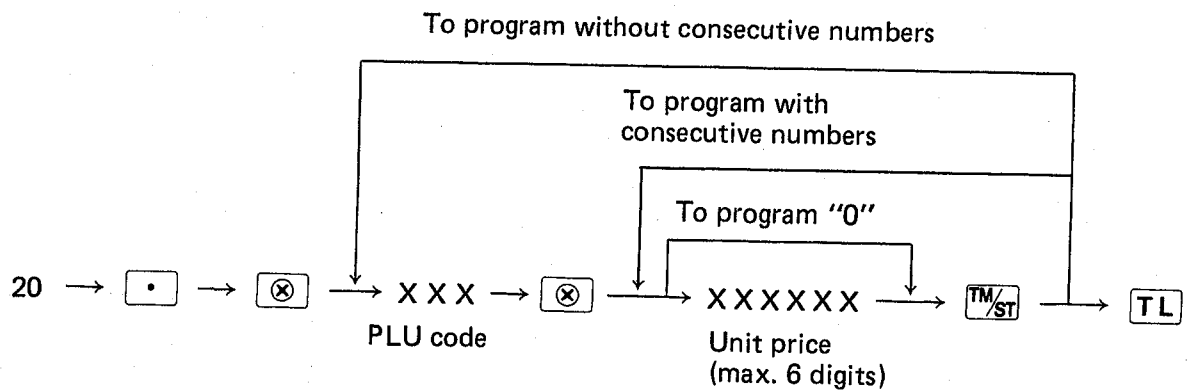 To program without consecutive numbers
To program with
consecutive numbers
To program "0"
20 → [•] → [⊗] → XXX → [⊗] → XXXXXX → [TM/ST] → [TL]
PLU code
Unit price
(max. 6 digits)